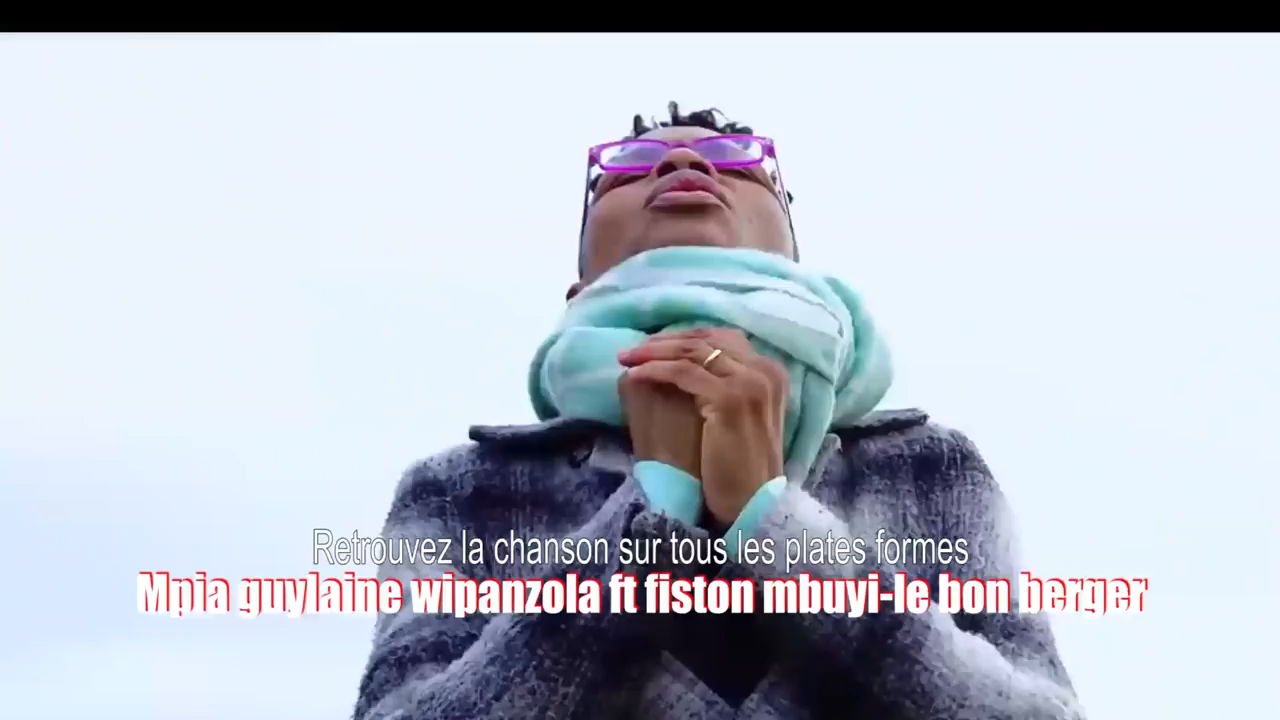 Retrouvez la chanson sur tous les plates formes
Mpia guylaine wipanzola ft fiston mbuyi-le bon berger